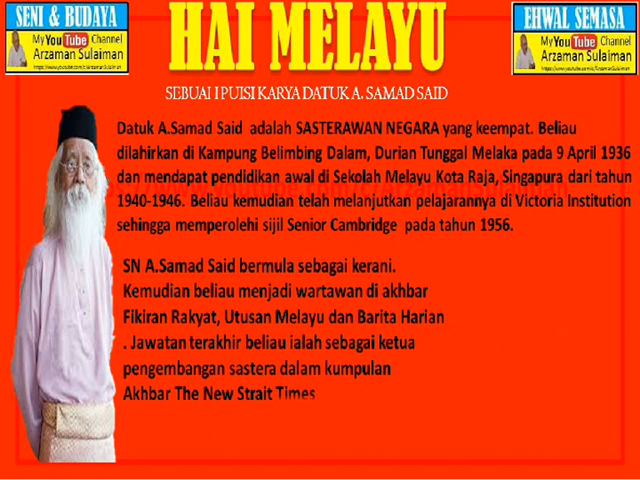 SENI & BUDAYA
My YouTube Channel
Arzaman Sulaiman
HAI MELAYU
EHWAL SEMASA
My YouTube Channel
Arzaman Sulaiman
SEBUAI I PUISI KARYA DATUK A. SAMAD SAID
Datuk A.Samad Said adalah SASTERAWAN NEGARA yang keempat. Beliau
dilahirkan di Kampung Belimbing Dalam, Durian Tunggal Melaka pada 9 April 1936
dan mendapat pendidikan awal di Sekolah Melayu Kota Raja, Singapura dari tahun
1940-1946. Beliau kemudian telah melanjutkan pelajarannya di Victoria Institution
sehingga memperolehi sijil Senior Cambridge pada tahun 1956.
SN A.Samad Said bermula sebagai kerani.
Kemudian beliau menjadi wartawan di akhbar
Fikiran Rakyat, Utusan Melayu dan Barita Harian
. Jawatan terakhir beliau ialah sebagai ketua
pengembangan sastera dalam kumpulan
Akhbar The New Strait Times